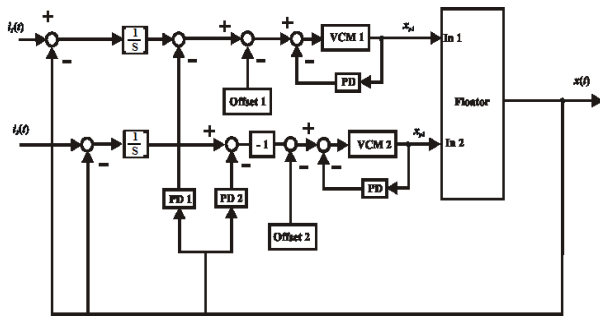 + + +
i₁(t) 1/S VCM 1 xₚ₁ In 1
− − − −
PD
Offset 1
Floator x(t)
i₂(t) + + xₚ₂ In 2
1/S - 1 VCM 2
− − − −
PD 1 PD 2 PD
Offset 2